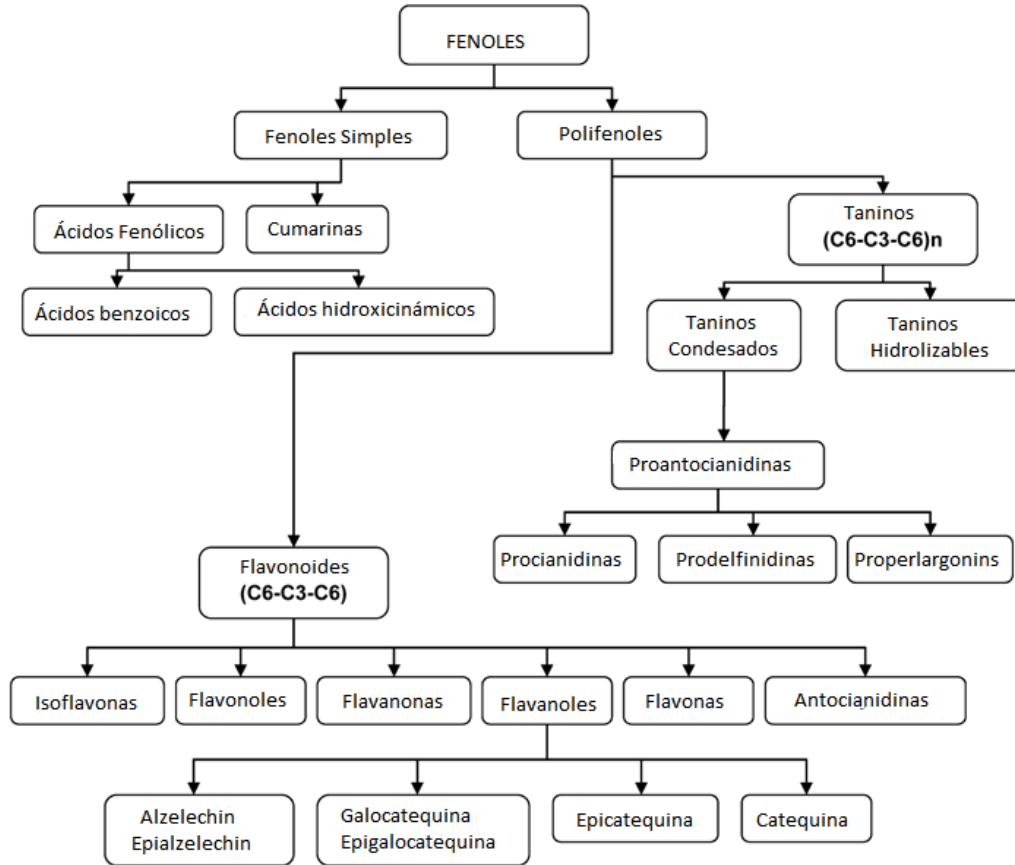 FENOLES
Fenoles Simples
Polifenoles
Ácidos Fenólicos
Cumarinas
Taninos
(C6-C3-C6)n
Ácidos benzoicos
Ácidos hidroxicinámicos
Taninos
Condesados
Taninos
Hidrolizables
Proantocianidinas
Procianidinas
Prodelfinidinas
Properlargonins
Flavonoides
(C6-C3-C6)
Isoflavonas
Flavonoles
Flavanonas
Flavanoles
Flavonas
Antocianidinas
Alzelechin
Epialzelechin
Galocatequina
Epigalocatequina
Epicatequina
Catequina